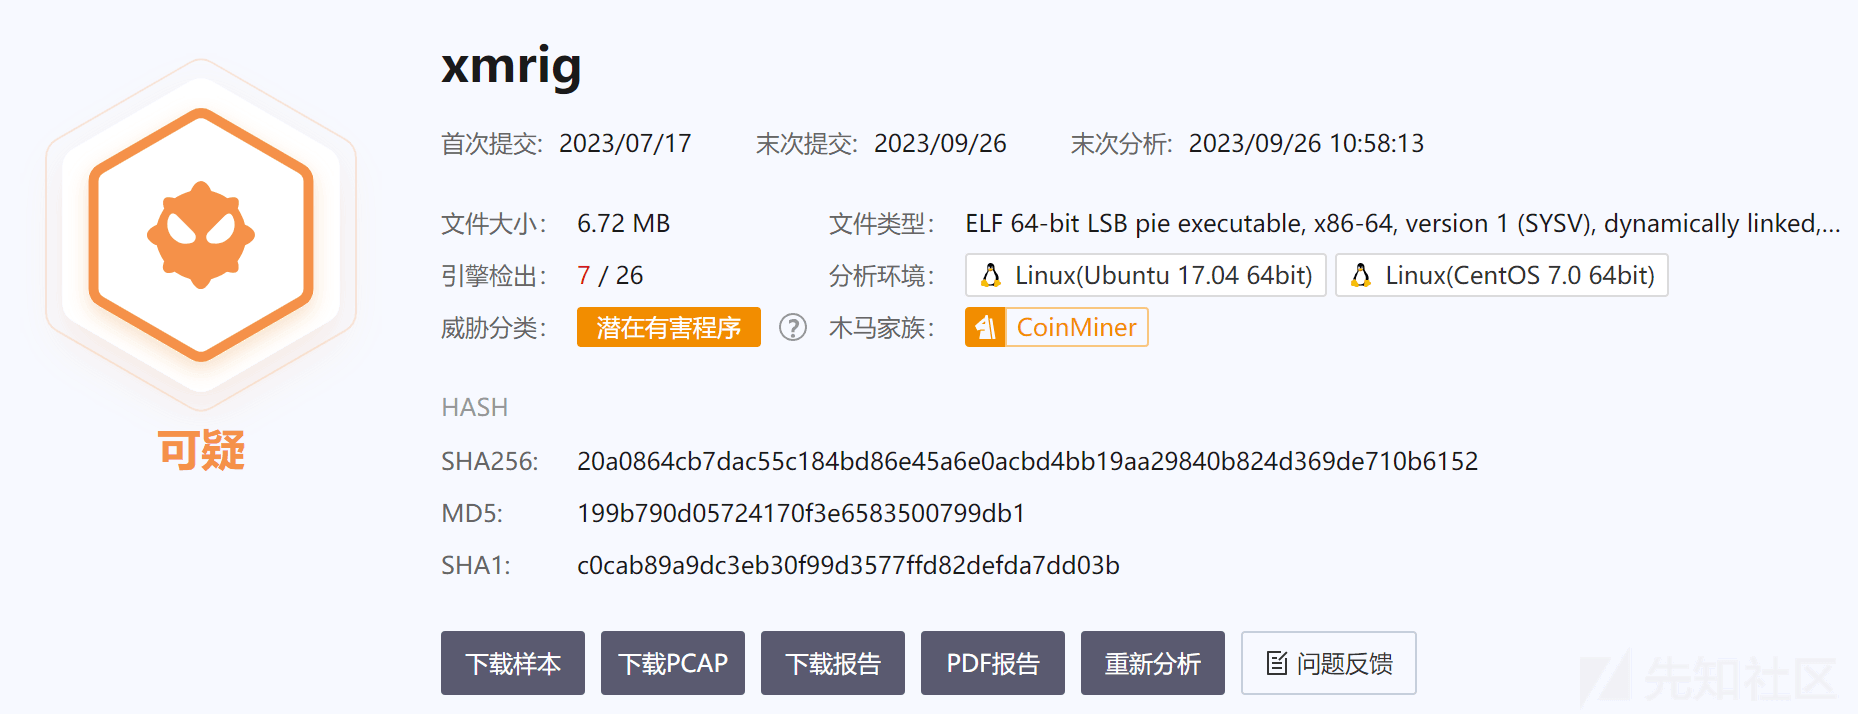 xmrig
首次提交: 2023/07/17 末次提交: 2023/09/26 末次分析: 2023/09/26 10:58:13
文件大小: 6.72 MB 文件类型: ELF 64-bit LSB pie executable, x86-64, version 1 (SYSV), dynamically linked,...
引擎检出: 7 / 26 分析环境: Linux(Ubuntu 17.04 64bit) Linux(CentOS 7.0 64bit)
威胁分类: 潜在有害程序 ? 木马家族: CoinMiner
可疑
HASH
SHA256: 20a0864cb7dac55c184bd86e45a6e0acbd4bb19aa29840b824d369de710b6152
MD5: 199b790d05724170f3e6583500799db1
SHA1: c0cab89a9dc3eb30f99d3577ffd82defda7dd03b
下载样本 下载PCAP 下载报告 PDF报告 重新分析 问题反馈
先知社区